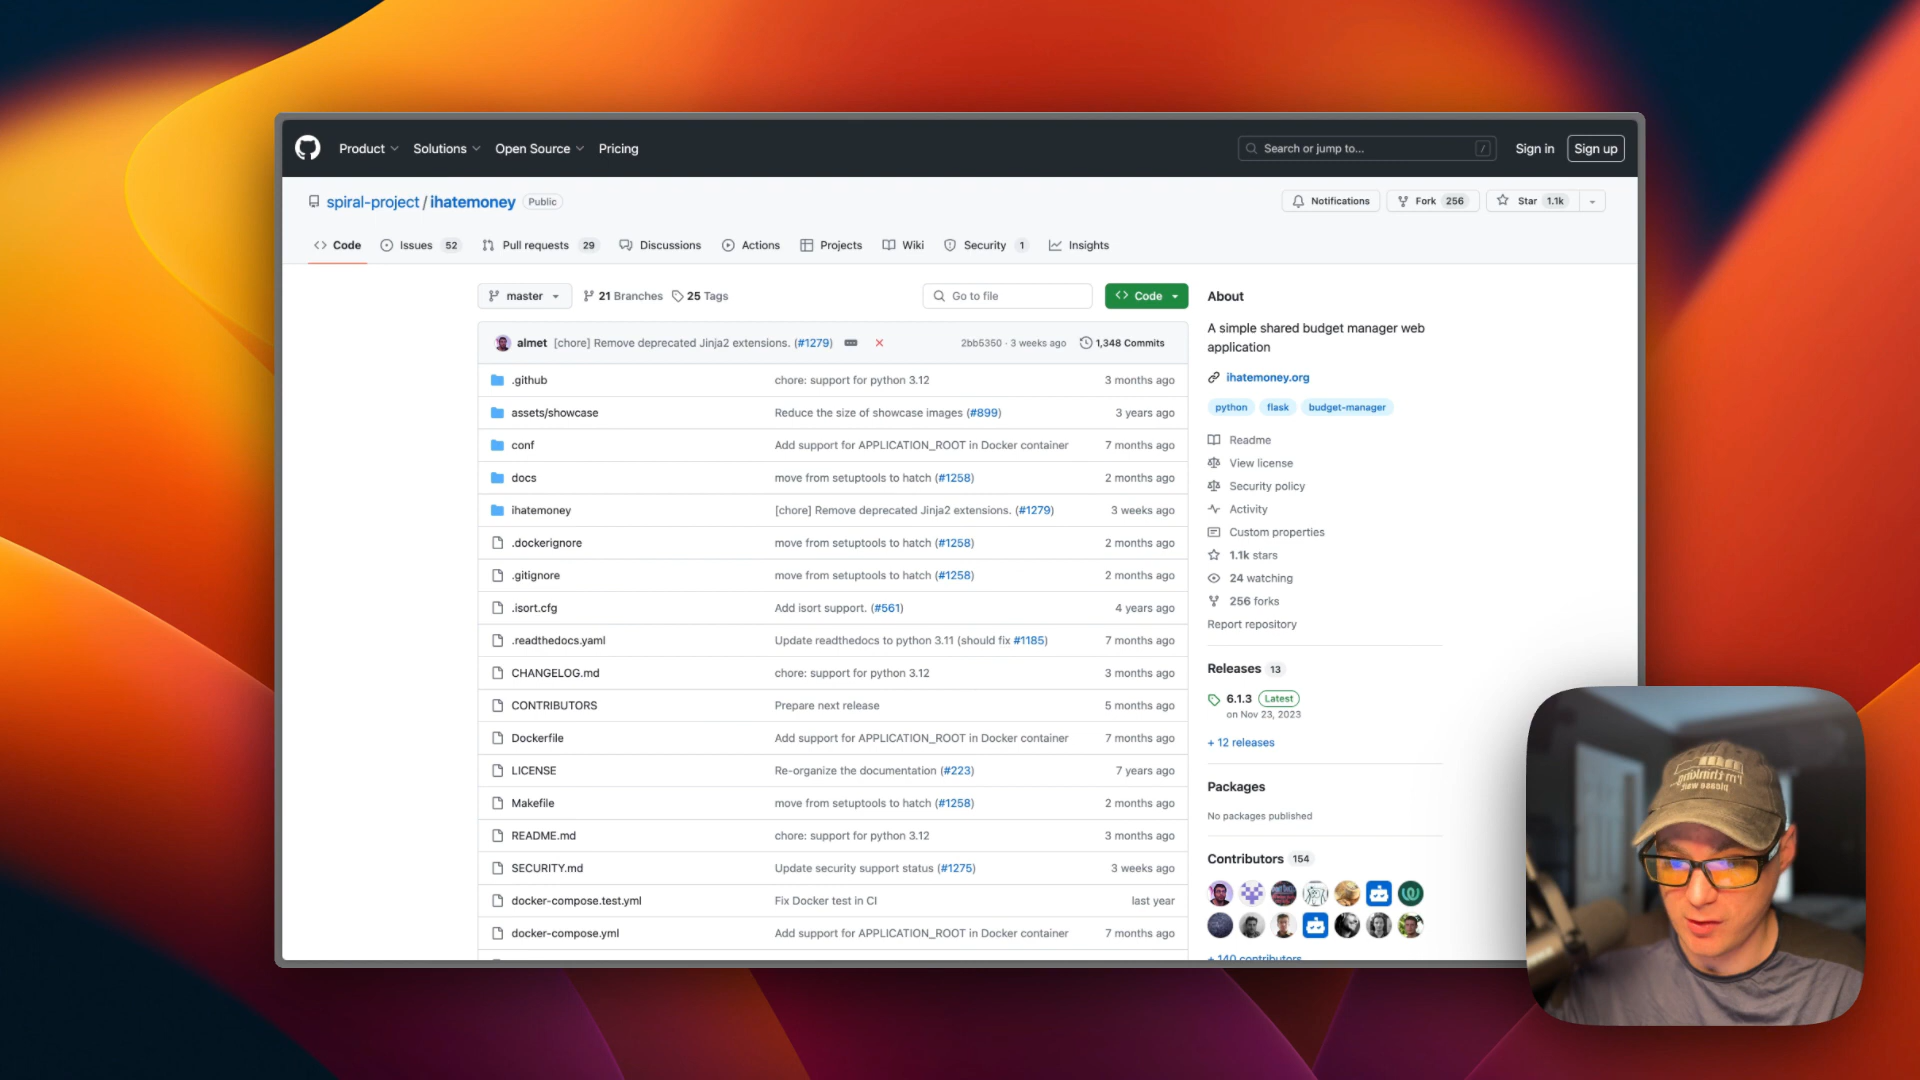 Product Solutions Open Source Pricing Search or jump to... / Sign in Sign up
spiral-project / ihatemoney Public Notifications Fork 256 Star 1.1k
Code Issues 52 Pull requests 29 Discussions Actions Projects Wiki Security 1 Insights
master 21 Branches 25 Tags Go to file Code
almet [chore] Remove deprecated Jinja2 extensions. (#1279) 2bb5350 · 3 weeks ago 1,348 Commits
.github chore: support for python 3.12 3 months ago
assets/showcase Reduce the size of showcase images (#899) 3 years ago
conf Add support for APPLICATION_ROOT in Docker container 7 months ago
docs move from setuptools to hatch (#1258) 2 months ago
ihatemoney [chore] Remove deprecated Jinja2 extensions. (#1279) 3 weeks ago
.dockerignore move from setuptools to hatch (#1258) 2 months ago
.gitignore move from setuptools to hatch (#1258) 2 months ago
.isort.cfg Add isort support. (#561) 4 years ago
.readthedocs.yaml Update readthedocs to python 3.11 (should fix #1185) 7 months ago
CHANGELOG.md chore: support for python 3.12 3 months ago
CONTRIBUTORS Prepare next release 5 months ago
Dockerfile Add support for APPLICATION_ROOT in Docker container 7 months ago
LICENSE Re-organize the documentation (#223) 7 years ago
Makefile move from setuptools to hatch (#1258) 2 months ago
README.md chore: support for python 3.12 3 months ago
SECURITY.md Update security support status (#1275) 3 weeks ago
docker-compose.test.yml Fix Docker test in CI last year
docker-compose.yml Add support for APPLICATION_ROOT in Docker container 7 months ago
About
A simple shared budget manager web
application
ihatemoney.org
python flask budget-manager
Readme
View license
Security policy
Activity
Custom properties
1.1k stars
24 watching
256 forks
Report repository
Releases 13
6.1.3 Latest
on Nov 23, 2023
+ 12 releases
Packages
No packages published
Contributors 154
+ 140 contributors
I'm thinking
please wait